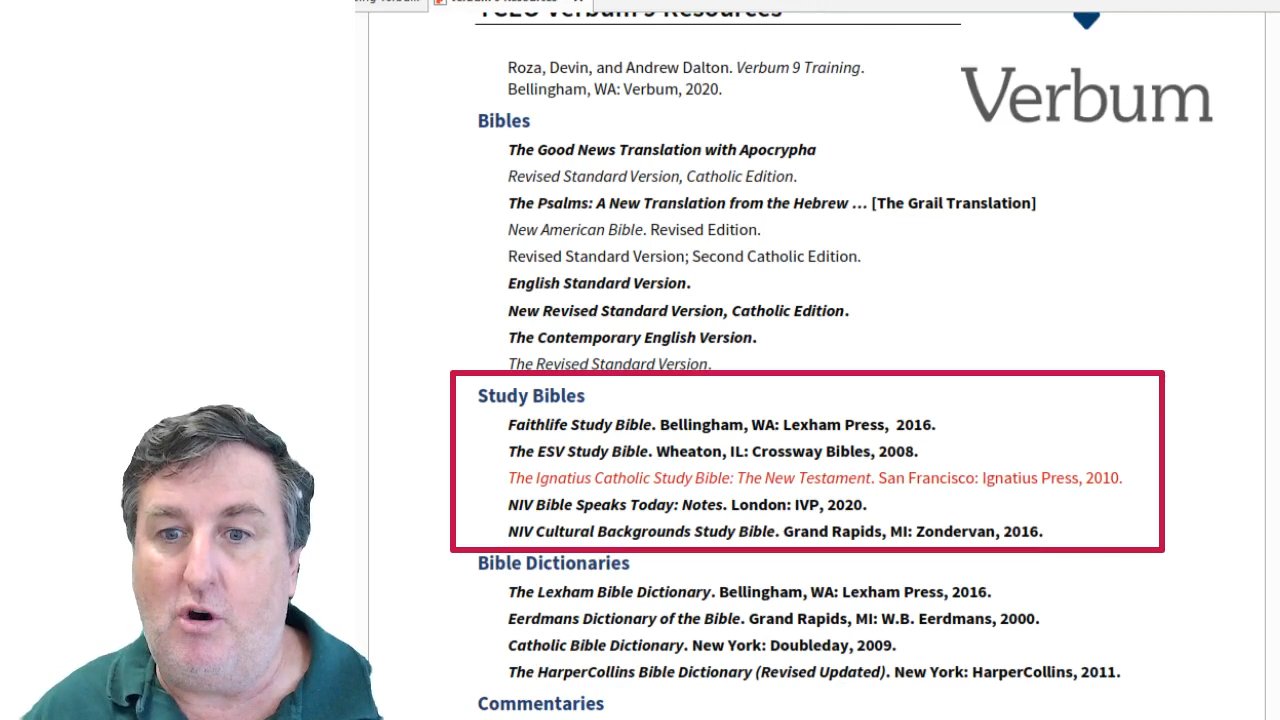 Verbum 9 Resources
Roza, Devin, and Andrew Dalton. Verbum 9 Training.
Bellingham, WA: Verbum, 2020.
Verbum
Bibles
The Good News Translation with Apocrypha
Revised Standard Version, Catholic Edition.
The Psalms: A New Translation from the Hebrew … [The Grail Translation]
New American Bible. Revised Edition.
Revised Standard Version; Second Catholic Edition.
English Standard Version.
New Revised Standard Version, Catholic Edition.
The Contemporary English Version.
The Revised Standard Version.
Study Bibles
Faithlife Study Bible. Bellingham, WA: Lexham Press, 2016.
The ESV Study Bible. Wheaton, IL: Crossway Bibles, 2008.
The Ignatius Catholic Study Bible: The New Testament. San Francisco: Ignatius Press, 2010.
NIV Bible Speaks Today: Notes. London: IVP, 2020.
NIV Cultural Backgrounds Study Bible. Grand Rapids, MI: Zondervan, 2016.
Bible Dictionaries
The Lexham Bible Dictionary. Bellingham, WA: Lexham Press, 2016.
Eerdmans Dictionary of the Bible. Grand Rapids, MI: W.B. Eerdmans, 2000.
Catholic Bible Dictionary. New York: Doubleday, 2009.
The HarperCollins Bible Dictionary (Revised Updated). New York: HarperCollins, 2011.
Commentaries